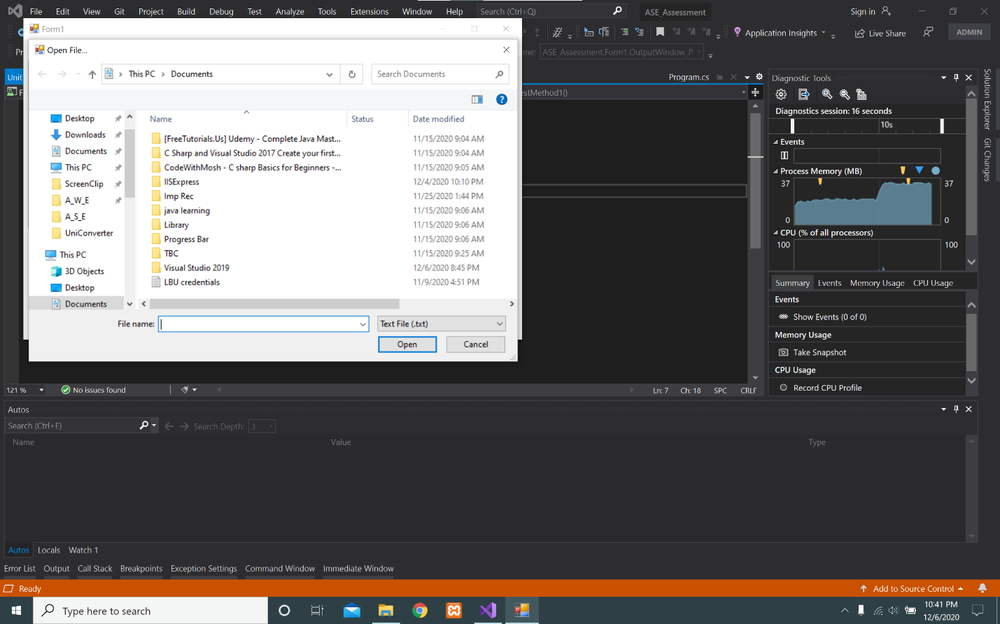 File Edit View Git Project Build Debug Test Analyze Tools Extensions Window Help Search (Ctrl+Q) ASE_Assessment Sign in
Form1
Application Insights Live Share ADMIN
Open File...
Pr me: ASE_Assessment.Form1.OutputWindow_P
This PC Documents Search Documents
Unit Program.cs Diagnostic Tools
F estMethod1()
Diagnostics session: 16 seconds
10s
Name Status Date modified
Desktop
Downloads
Documents
This PC
ScreenClip
A_W_E
A_S_E
UniConverter
This PC
3D Objects
Desktop
Documents
[FreeTutorials.Us] Udemy - Complete Java Mast... 11/15/2020 9:04 AM
C Sharp and Visual Studio 2017 Create your first... 11/15/2020 9:04 AM
CodeWithMosh - C sharp Basics for Beginners -... 11/15/2020 9:05 AM
IISExpress 12/4/2020 10:10 PM
Imp Rec 11/25/2020 1:44 PM
java learning 11/15/2020 9:06 AM
Library 11/15/2020 9:06 AM
Progress Bar 11/15/2020 9:06 AM
TBC 11/15/2020 9:25 AM
Visual Studio 2019 12/6/2020 8:45 PM
LBU credentials 11/9/2020 4:51 PM
File name: Text File (.txt)
Open Cancel
Events
Process Memory (MB)
37 37
0 0
CPU (% of all processors)
100 100
Summary Events Memory Usage CPU Usage
Events
Show Events (0 of 0)
Memory Usage
Take Snapshot
CPU Usage
Record CPU Profile
Solution Explorer
Git Changes
121 % No issues found Ln: 7 Ch: 18 SPC CRLF
Autos
Search (Ctrl+E) Search Depth: 3
Name Value Type
Autos Locals Watch 1
Error List Output Call Stack Breakpoints Exception Settings Command Window Immediate Window
Ready Add to Source Control
Type here to search
10:41 PM
12/6/2020